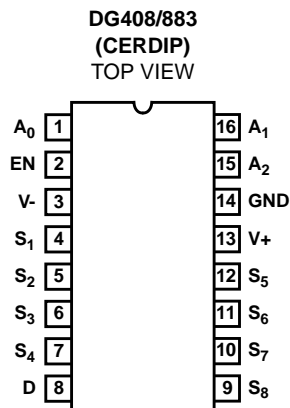 DG408/883
(CERDIP)
TOP VIEW
A0 1 16 A1
EN 2 15 A2
V- 3 14 GND
S1 4 13 V+
S2 5 12 S5
S3 6 11 S6
S4 7 10 S7
D 8 9 S8